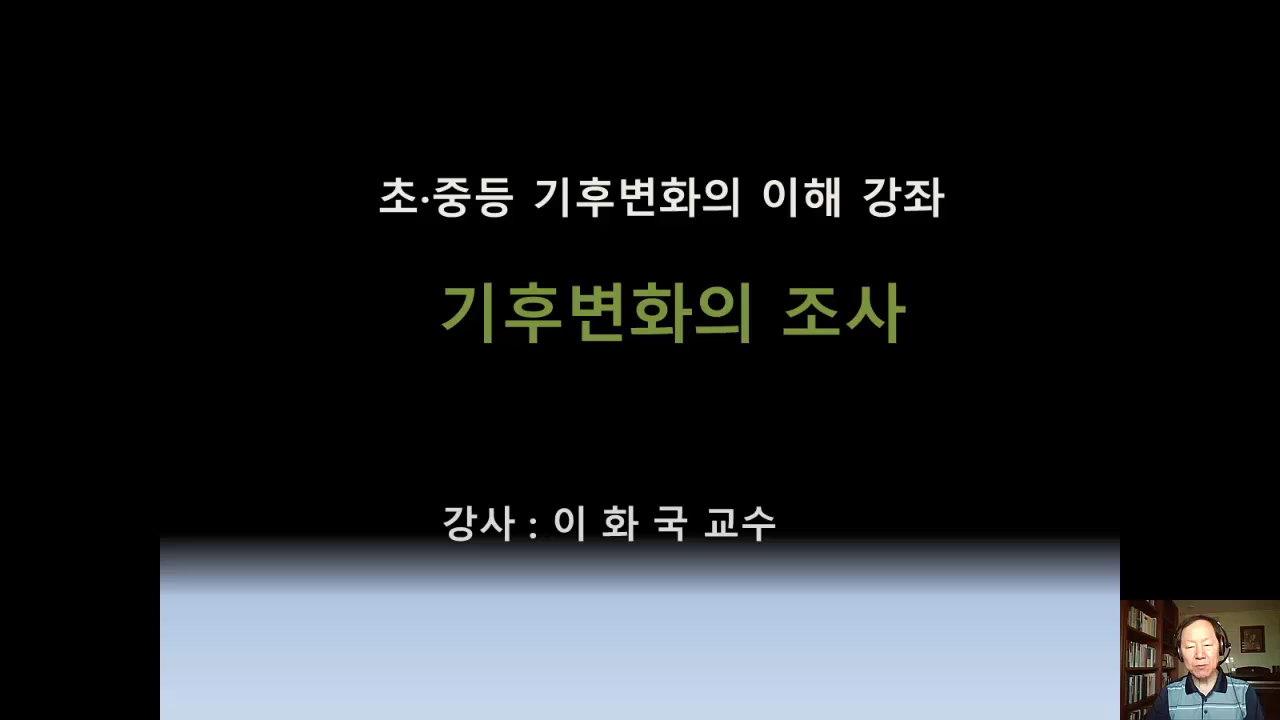 초·중등 기후변화의 이해 강좌
기후변화의 조사
강사 : 이 화 국 교수